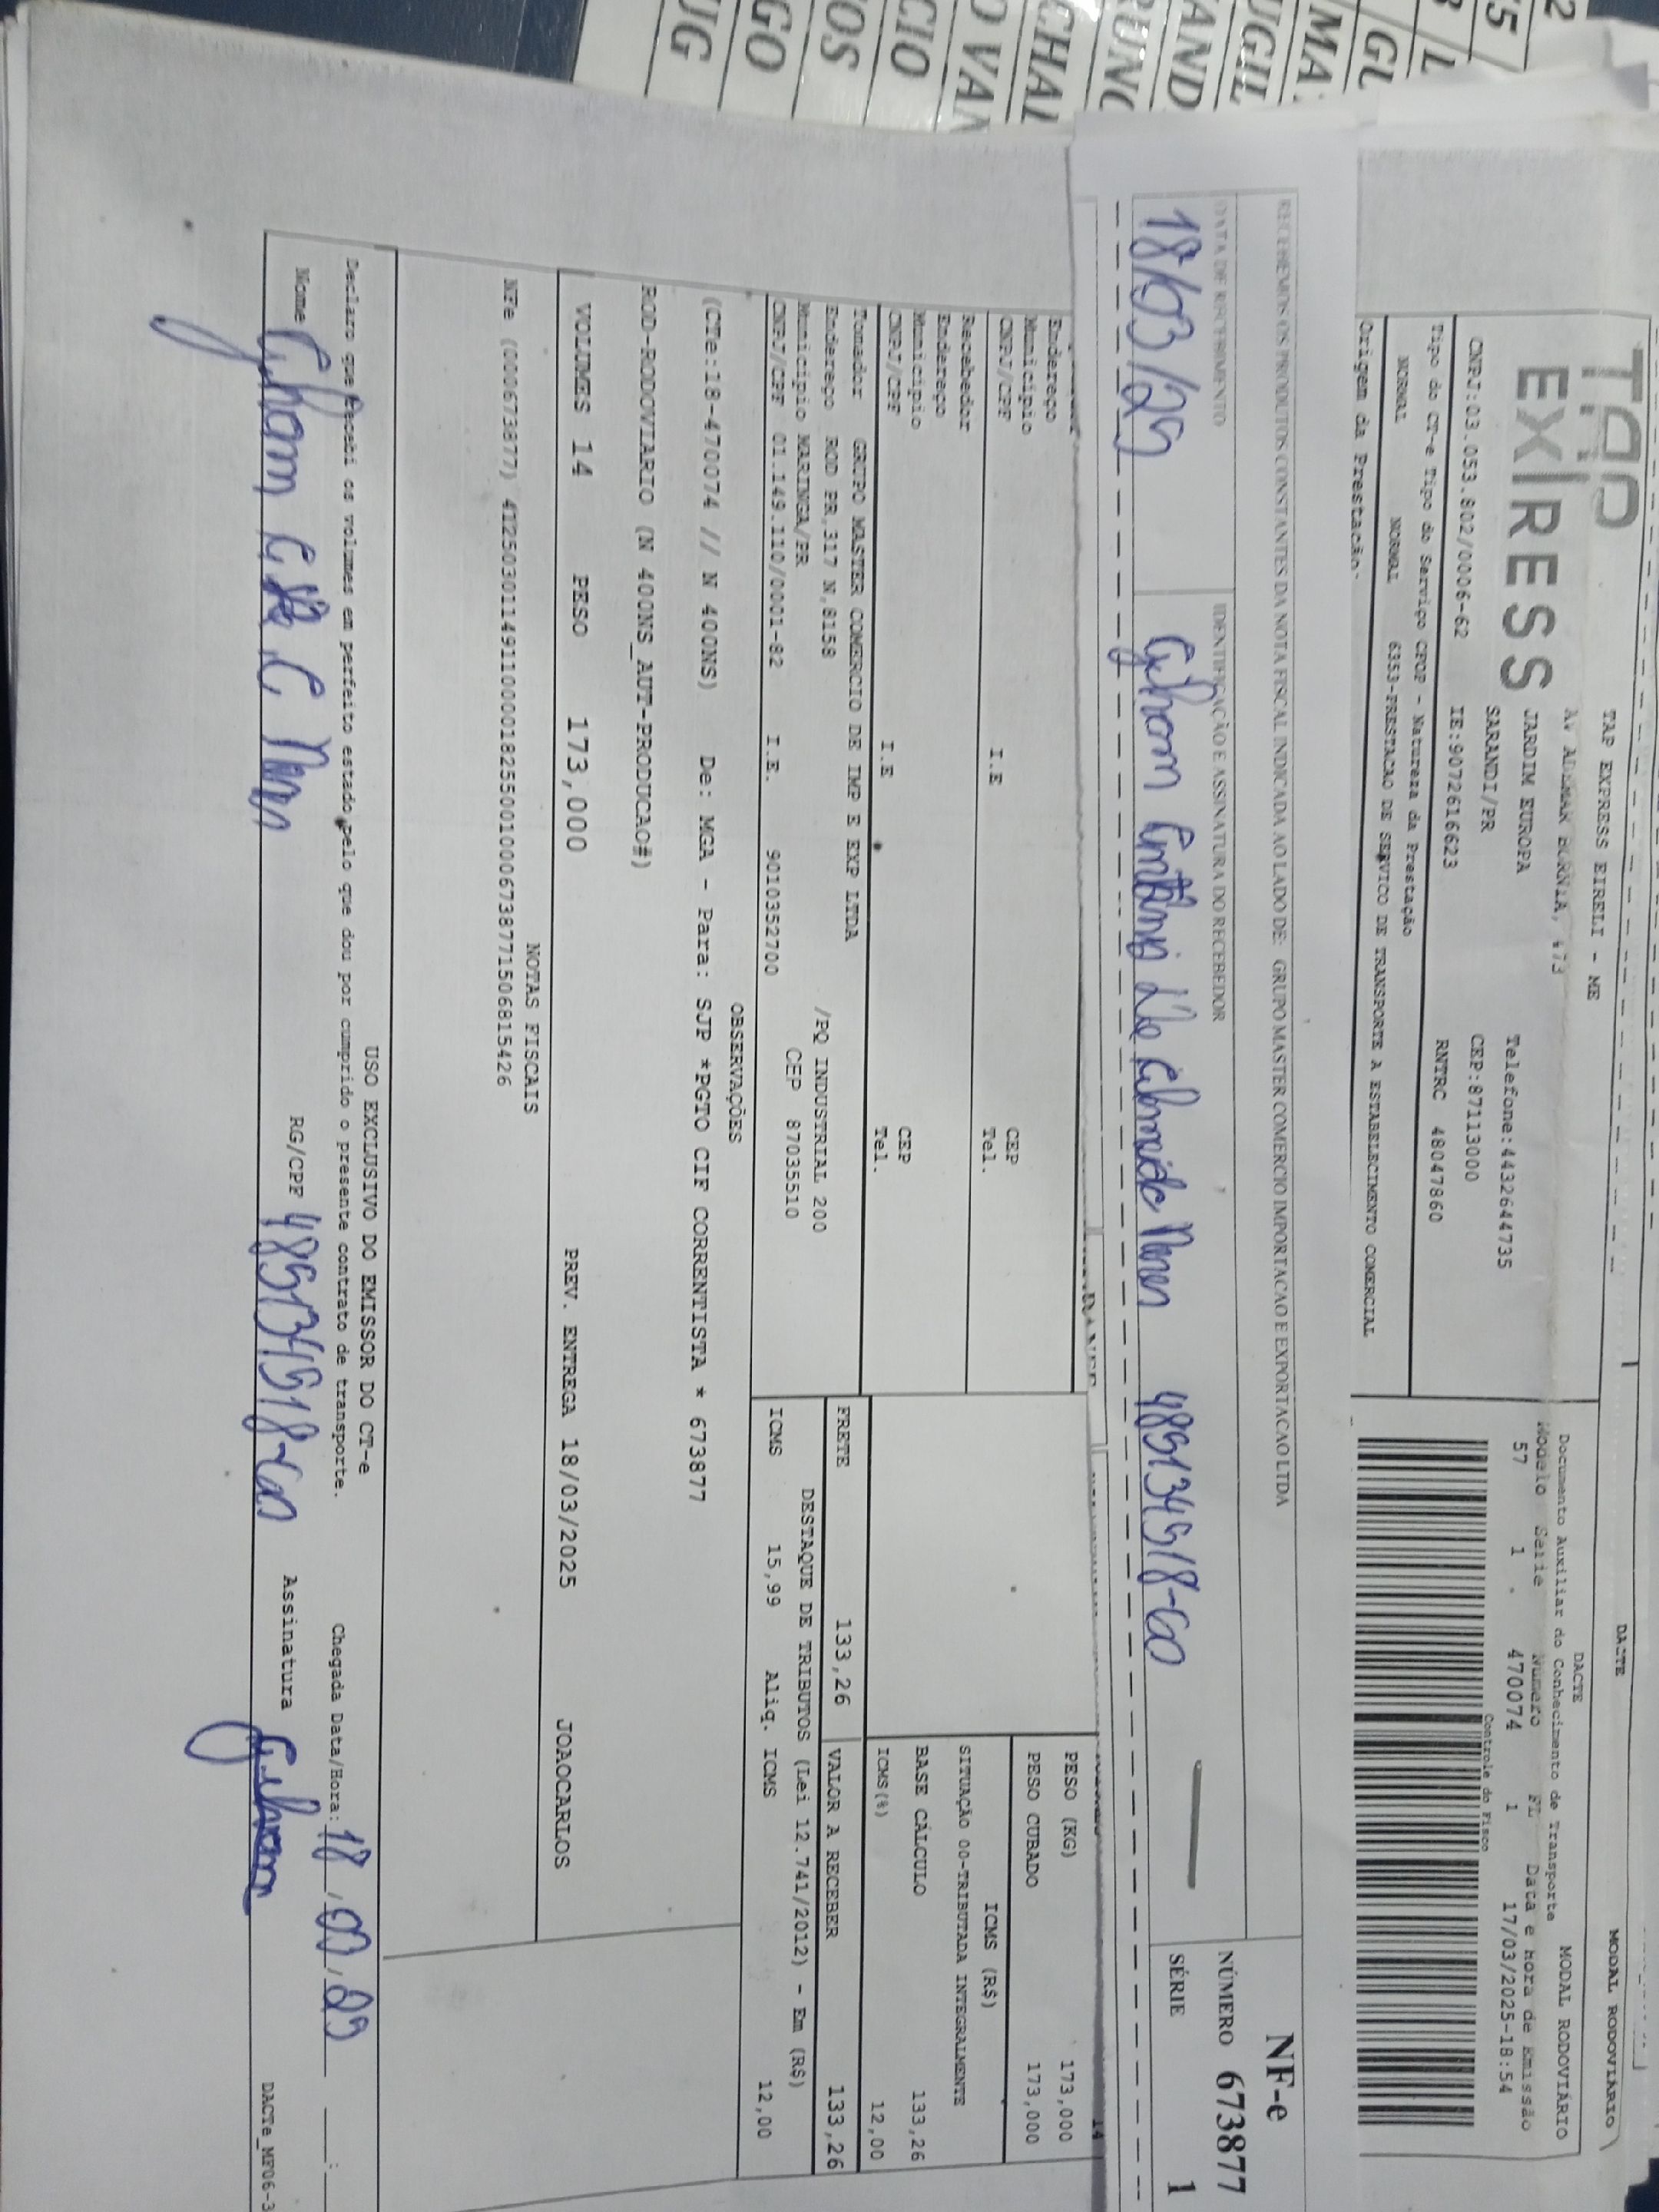 DACTE
MODAL RODOVIÁRIO
TAP
EX RESS
TAP EXPRESS EIRELI - ME
JARDIM EUROPA
SARANDI/PR
Telefone:4432644735
CEP:87113000
CNPJ:03.053.802/0006-62 IE:9072616623 RNTRC 48047860
DACTE
Documento Auxiliar do Conhecimento de Transporte
MODAL RODOVIÁRIO
Modelo Serie Número FL Data e Hora de Emissão
57 1 470074 1 17/03/2025-18:54
Controle do Fisco
Tipo do CT-e Tipo do Serviço CFOP - Natureza da Prestação
NORMAL NORMAL 6353-PRESTACAO DE SERVICO DE TRANSPORTE A ESTABELECIMENTO COMERCIAL
Origem da Prestação
RECEBEMOS OS PRODUTOS CONSTANTES DA NOTA FISCAL INDICADA AO LADO DE: GRUPO MASTER COMERCIO IMPORTACAO E EXPORTACAO LTDA
NF-e
NÚMERO 673877
SÉRIE 1
DATA DE RECEBIMENTO
IDENTIFICAÇÃO E ASSINATURA DO RECEBEDOR
18/03/25
14
Endereço
Municipio CEP
CNPJ/CPF I.E Tel.
Recebedor
Endereço
Municipio CEP
CNPJ/CPF I.E Tel.
PESO (KG) 173,000
PESO CUBADO 173,000
ICMS (R$)
SITUAÇÃO 00-TRIBUTADA INTEGRALMENTE
BASE CÁLCULO 133,26
ICMS(%) 12,00
Tomador GRUPO MASTER COMERCIO DE IMP E EXP LTDA
Endereço ROD PR,317 N,8158 /PQ INDUSTRIAL 200
Municipio MARINGA/PR CEP 87035510
CNPJ/CPF 01.149.110/0001-82 I.E. 9010352700
FRETE 133,26 VALOR A RECEBER 133,26
DESTAQUE DE TRIBUTOS (Lei 12.741/2012) - Em (R$)
ICMS 15,99 Aliq. ICMS 12,00
OBSERVAÇÕES
(CTe:18-470074 // N 400NS) De: MGA - Para: SJP *PGTO CIF CORRENTISTA * 673877
ROD-RODOVIARIO (N 400NS_AUT-PRODUCAO#)
VOLUMES 14 PESO 173,000 PREV. ENTREGA 18/03/2025 JOAOCARLOS
NOTAS FISCAIS
NFe (000673877) 41250301149110000182550010006738771506815426
USO EXCLUSIVO DO EMISSOR DO CT-e
Declaro que recebi os volumes em perfeito estado pelo que dou por cumprido o presente contrato de transporte.
Chegada Data/Hora:
Nome RG/CPF Assinatura
DACTe_MF06-3